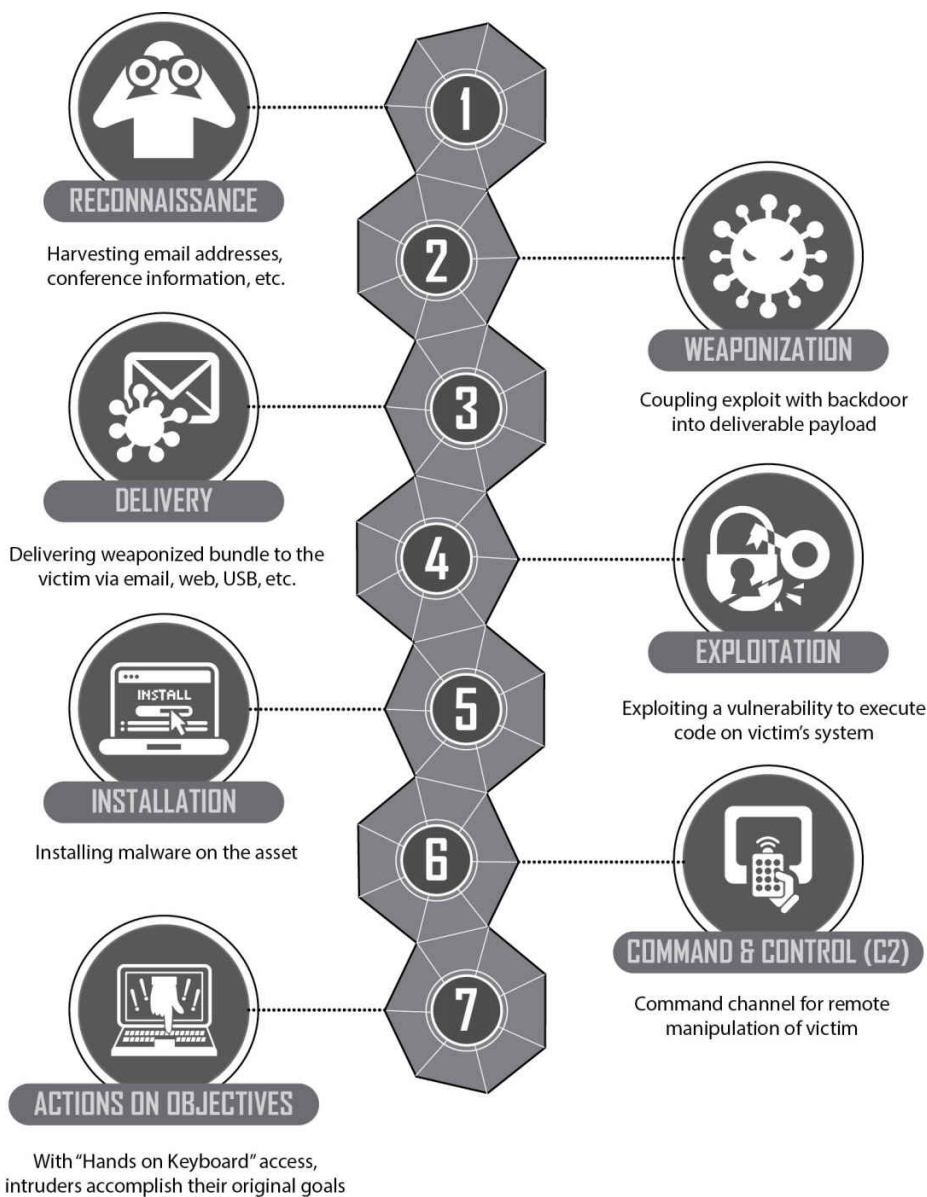 1
RECONNAISSANCE
Harvesting email addresses,
conference information, etc.
2
WEAPONIZATION
Coupling exploit with backdoor
into deliverable payload
3
DELIVERY
Delivering weaponized bundle to the
victim via email, web, USB, etc.
4
EXPLOITATION
Exploiting a vulnerability to execute
code on victim's system
5
INSTALL
INSTALLATION
Installing malware on the asset
6
COMMAND & CONTROL (C2)
Command channel for remote
manipulation of victim
7
! ! ! !
ACTIONS ON OBJECTIVES
With "Hands on Keyboard" access,
intruders accomplish their original goals